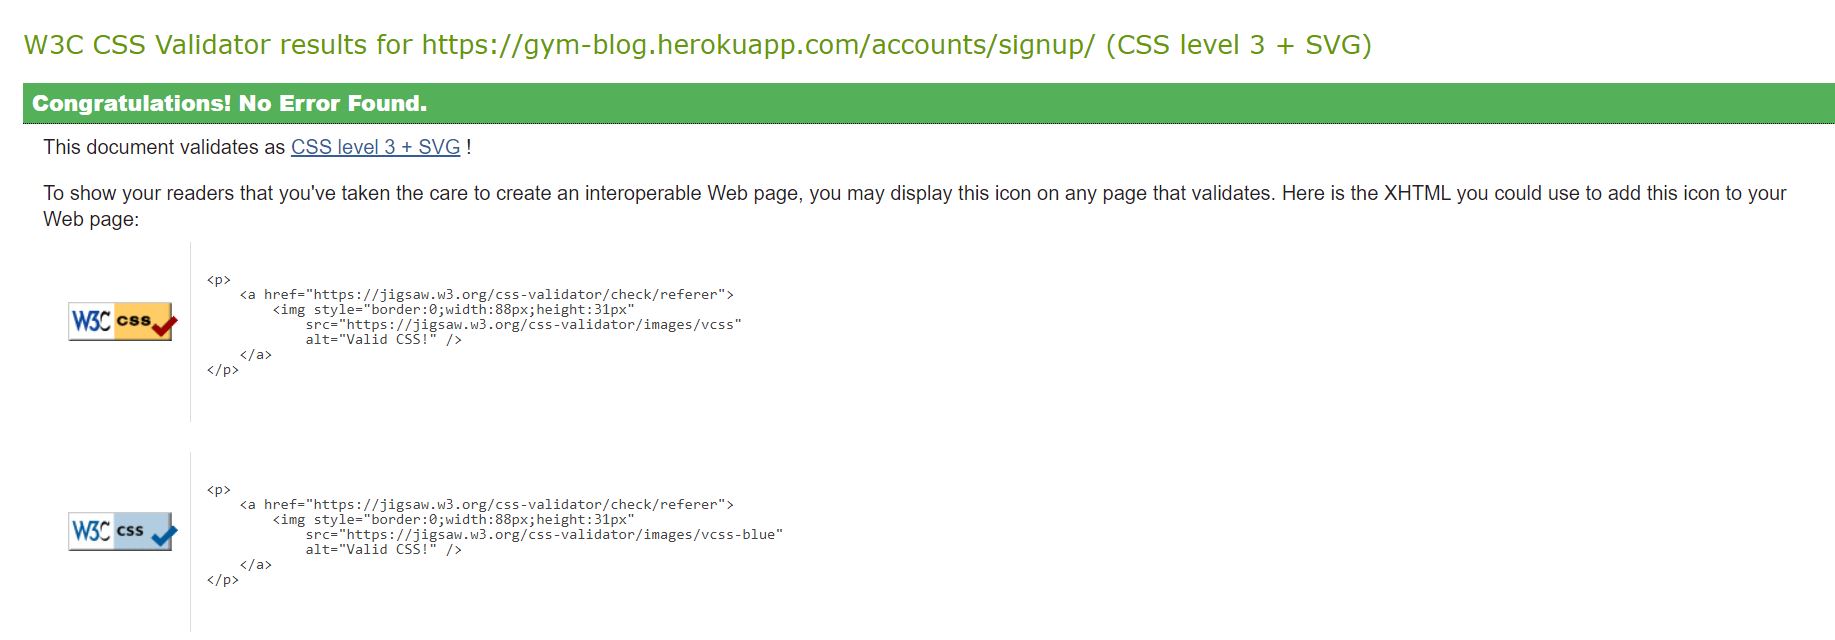 W3C CSS Validator results for https://gym-blog.herokuapp.com/accounts/signup/ (CSS level 3 + SVG)
Congratulations! No Error Found.
This document validates as CSS level 3 + SVG !
To show your readers that you've taken the care to create an interoperable Web page, you may display this icon on any page that validates. Here is the XHTML you could use to add this icon to your
Web page:
W3C css
<p>
<a href="https://jigsaw.w3.org/css-validator/check/referer">
<img style="border:0;width:88px;height:31px"
src="https://jigsaw.w3.org/css-validator/images/vcss"
alt="Valid CSS!" />
</a>
</p>
W3C css
<p>
<a href="https://jigsaw.w3.org/css-validator/check/referer">
<img style="border:0;width:88px;height:31px"
src="https://jigsaw.w3.org/css-validator/images/vcss-blue"
alt="Valid CSS!" />
</a>
</p>